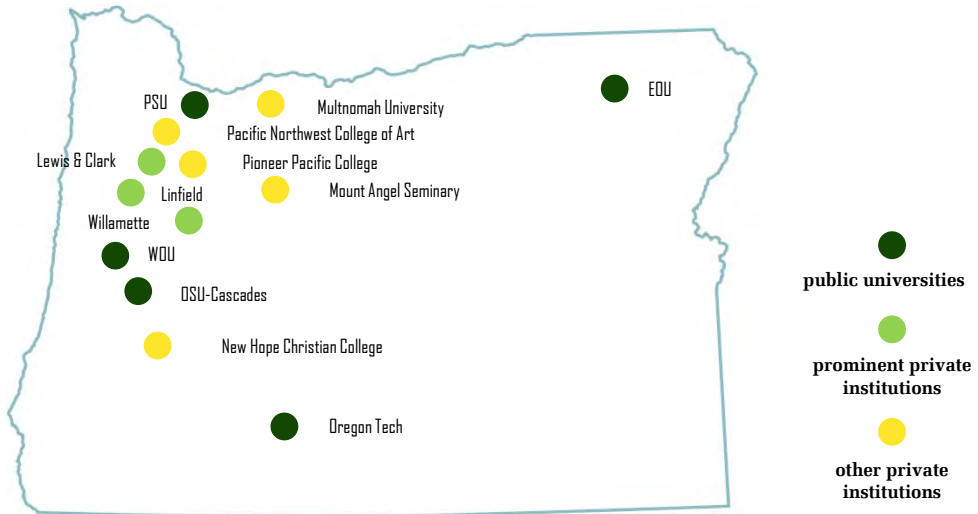 PSU
EOU
Multnomah University
Pacific Northwest College of Art
Lewis & Clark
Pioneer Pacific College
Mount Angel Seminary
Linfield
Willamette
WOU
OSU-Cascades
New Hope Christian College
Oregon Tech
public universities
prominent private
institutions
other private
institutions